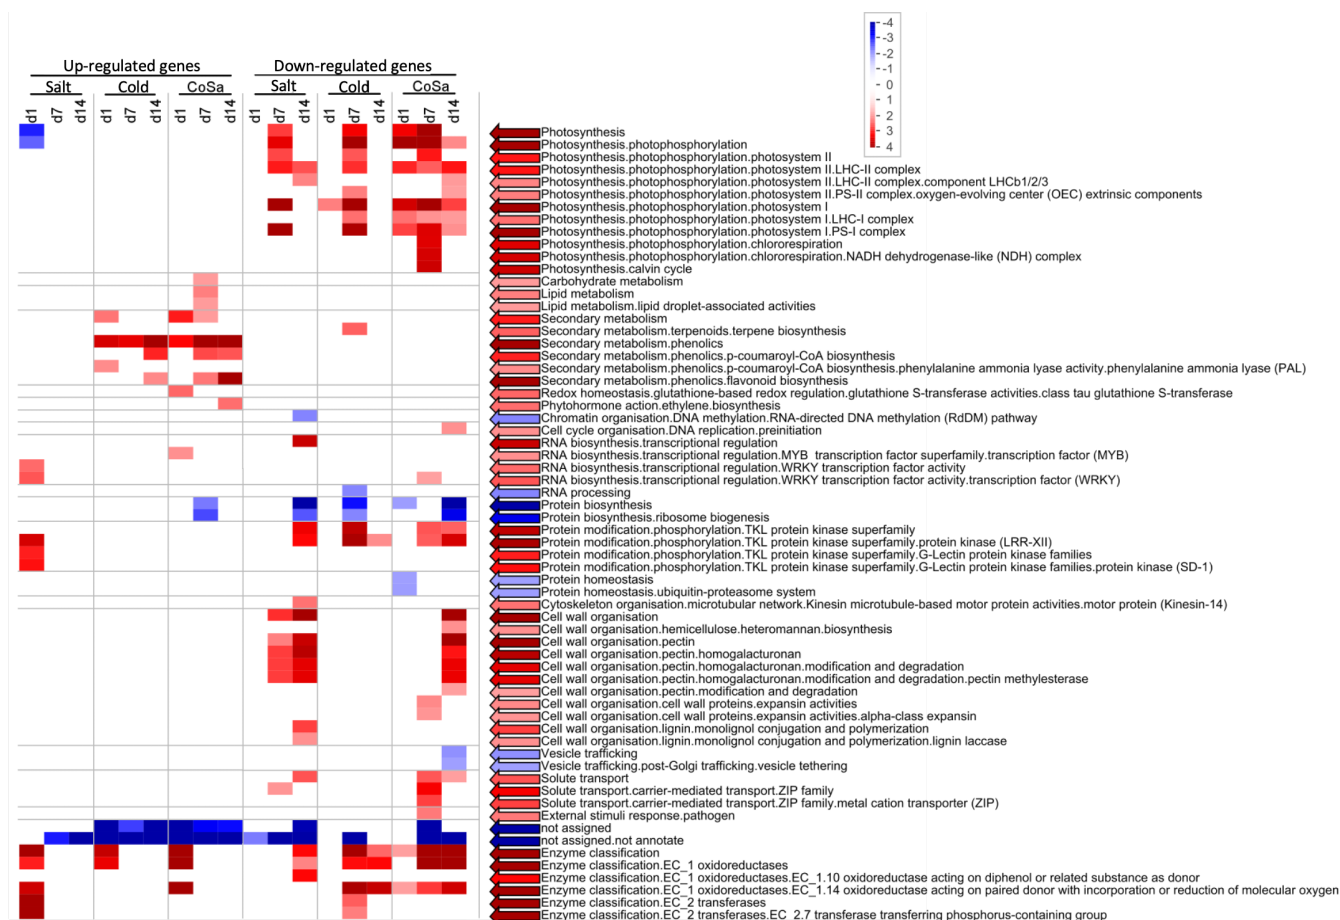 -4
-3
-2
-1
0
1
2
3
4
Up-regulated genes
Down-regulated genes
Salt Cold CoSa Salt Cold CoSa
d1 d7 d14 d1 d7 d14 d1 d7 d14 d1 d7 d14 d1 d7 d14 d1 d7 d14
Photosynthesis
Photosynthesis.photophosphorylation
Photosynthesis.photophosphorylation.photosystem II
Photosynthesis.photophosphorylation.photosystem II.LHC-II complex
Photosynthesis.photophosphorylation.photosystem II.LHC-II complex.component LHCb1/2/3
Photosynthesis.photophosphorylation.photosystem II.PS-II complex.oxygen-evolving center (OEC) extrinsic components
Photosynthesis.photophosphorylation.photosystem I
Photosynthesis.photophosphorylation.photosystem I.LHC-I complex
Photosynthesis.photophosphorylation.photosystem I.PS-I complex
Photosynthesis.photophosphorylation.chlororespiration
Photosynthesis.photophosphorylation.chlororespiration.NADH dehydrogenase-like (NDH) complex
Photosynthesis.calvin cycle
Carbohydrate metabolism
Lipid metabolism
Lipid metabolism.lipid droplet-associated activities
Secondary metabolism
Secondary metabolism.terpenoids.terpene biosynthesis
Secondary metabolism.phenolics
Secondary metabolism.phenolics.p-coumaroyl-CoA biosynthesis
Secondary metabolism.phenolics.p-coumaroyl-CoA biosynthesis.phenylalanine ammonia lyase activity.phenylalanine ammonia lyase (PAL)
Secondary metabolism.phenolics.flavonoid biosynthesis
Redox homeostasis.glutathione-based redox regulation.glutathione S-transferase activities.class tau glutathione S-transferase
Phytohormone action.ethylene.biosynthesis
Chromatin organisation.DNA methylation.RNA-directed DNA methylation (RdDM) pathway
Cell cycle organisation.DNA replication.preinitiation
RNA biosynthesis.transcriptional regulation
RNA biosynthesis.transcriptional regulation.MYB transcription factor superfamily.transcription factor (MYB)
RNA biosynthesis.transcriptional regulation.WRKY transcription factor activity
RNA biosynthesis.transcriptional regulation.WRKY transcription factor activity.transcription factor (WRKY)
RNA processing
Protein biosynthesis
Protein biosynthesis.ribosome biogenesis
Protein modification.phosphorylation.TKL protein kinase superfamily
Protein modification.phosphorylation.TKL protein kinase superfamily.protein kinase (LRR-XII)
Protein modification.phosphorylation.TKL protein kinase superfamily.G-Lectin protein kinase families
Protein modification.phosphorylation.TKL protein kinase superfamily.G-Lectin protein kinase families.protein kinase (SD-1)
Protein homeostasis
Protein homeostasis.ubiquitin-proteasome system
Cytoskeleton organisation.microtubular network.Kinesin microtubule-based motor protein activities.motor protein (Kinesin-14)
Cell wall organisation
Cell wall organisation.hemicellulose.heteromannan.biosynthesis
Cell wall organisation.pectin
Cell wall organisation.pectin.homogalacturonan
Cell wall organisation.pectin.homogalacturonan.modification and degradation
Cell wall organisation.pectin.homogalacturonan.modification and degradation.pectin methylesterase
Cell wall organisation.pectin.modification and degradation
Cell wall organisation.cell wall proteins.expansin activities
Cell wall organisation.cell wall proteins.expansin activities.alpha-class expansin
Cell wall organisation.lignin.monolignol conjugation and polymerization
Cell wall organisation.lignin.monolignol conjugation and polymerization.lignin laccase
Vesicle trafficking
Vesicle trafficking.post-Golgi trafficking.vesicle tethering
Solute transport
Solute transport.carrier-mediated transport.ZIP family
Solute transport.carrier-mediated transport.ZIP family.metal cation transporter (ZIP)
External stimuli response.pathogen
not assigned
not assigned.not annotate
Enzyme classification
Enzyme classification.EC_1 oxidoreductases
Enzyme classification.EC_1 oxidoreductases.EC_1.10 oxidoreductase acting on diphenol or related substance as donor
Enzyme classification.EC_1 oxidoreductases.EC_1.14 oxidoreductase acting on paired donor with incorporation or reduction of molecular oxygen
Enzyme classification.EC_2 transferases
Enzyme classification.EC_2 transferases.EC_2.7 transferase transferring phosphorus-containing group